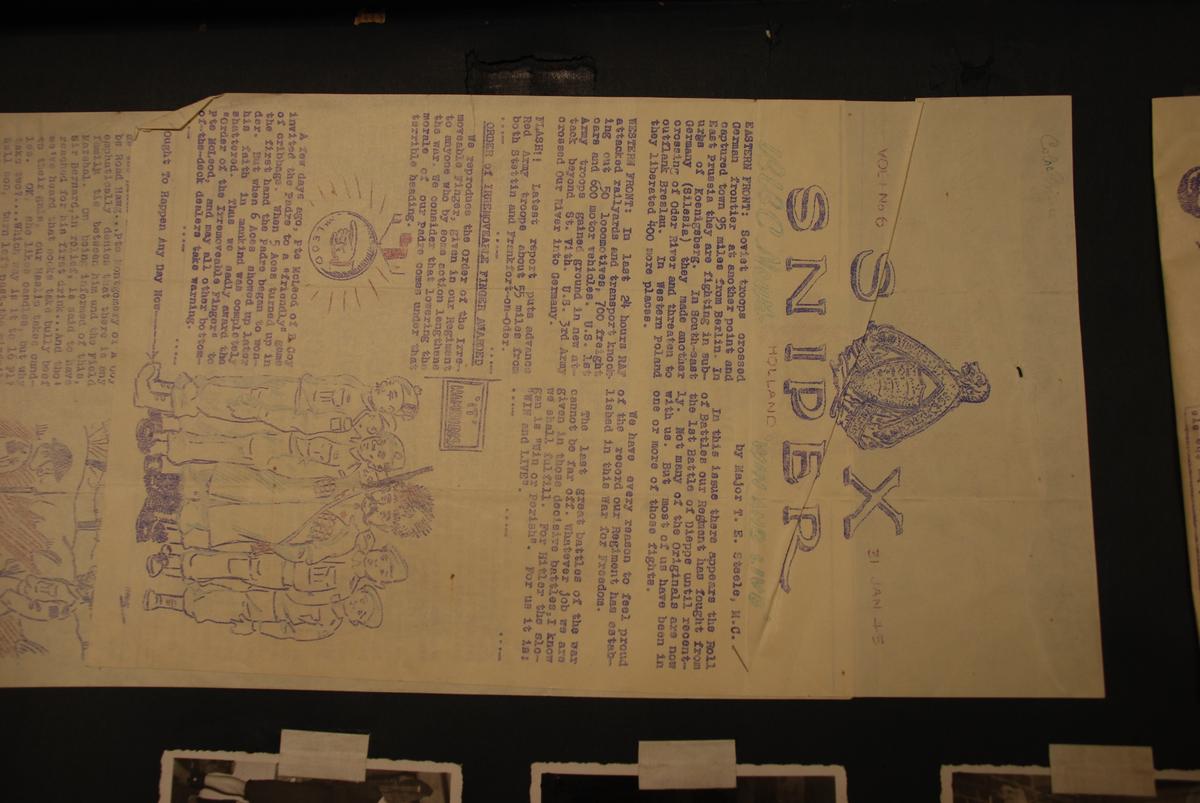 VOL 1 No 6
S X
31 JAN 45
SNIPER
HOLLAND
EASTERN FRONT: Soviet troops crossed
German frontier at another point and
captured town 95 miles from Berlin. In
East Prussia they are fighting in sub-
urbs of Koenigsberg. In South-east
Germany (Silesia) they made another
crossing of Oder River and threaten to
outflank Breslau. In Western Poland
they liberated 400 more places.
WESTERN FRONT: In last 24 hours RAF
attacked railyards and transport knock-
ing out 50 locomotives, 700 freight
cars and 600 motor vehicles. U.S. 1st
Army troops gained ground in new at-
tack beyond St. Vith. U.S. 3rd Army
crossed Our River into Germany.
FLASH!! Latest report puts advance
Red Army troops about 55 miles from
both Stettin and Frankfort-on-Oder.
ORDER of IRREMOVEABLE FINGER AWARDED
We reproduce the Order of the Irre-
moveable Finger, given in our Regiment
to anyone who by some action lengthens
the war. We consider that lowering the
morale of our Padre comes under that
terrible heading.
A few days ago, Pte McLeod of B Coy
invited the Padre to a "friendly" game
of cribbage. When 5 Aces turned up in
the first hand the Padre began to won-
der. But when 6 Aces showed up later
his faith in mankind was completely
shattered. Thus we sadly award the
"Order of the Irremoveable Finger" to
Pte McLeod, and may all other bottom-
of-the-deck dealers take warning.
by Major T. E. Steele, M.C.
In this issue there appears the Roll
of Battles our Regiment has fought from
the 1st Battle of Dieppe until recent-
ly. Not many of the Originals are now
with us. But most of us have been in
one or more of those fights.
We have every reason to feel proud
of the record our Regiment has estab-
lished in this War for Freedom.
The last great battles of the war
cannot be far off. Whatever job we are
given in those decisive battles, I know
we shall fulfill. For Hitler the slo-
gan is "Win or Perish". For us it is:
"WIN and LIVE".
ought To Happen Any Day Now